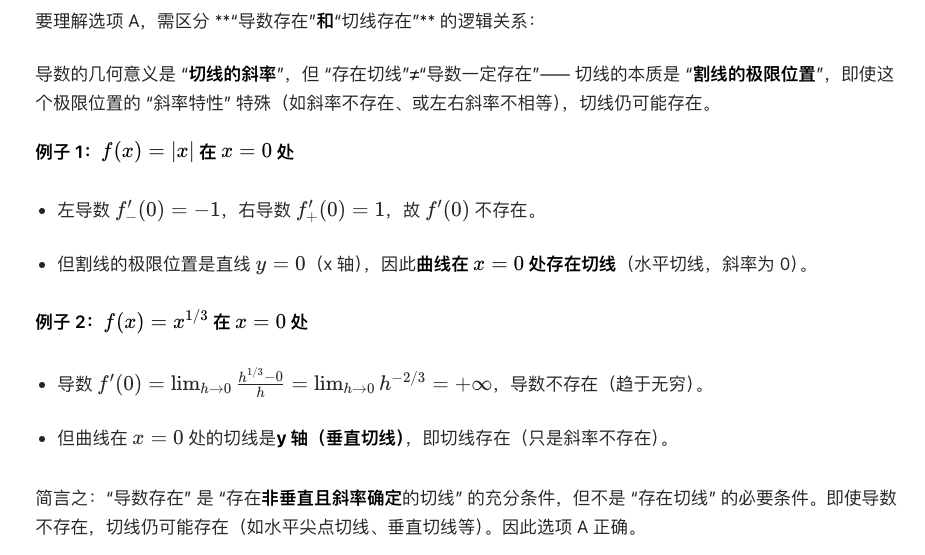 要理解选项 A，需区分 **“导数存在”和“切线存在”** 的逻辑关系：
导数的几何意义是 “切线的斜率”，但 “存在切线”≠“导数一定存在”—— 切线的本质是 “割线的极限位置”，即使这
个极限位置的 “斜率特性” 特殊（如斜率不存在、或左右斜率不相等），切线仍可能存在。
例子 1：f(x) = |x| 在 x = 0 处
• 左导数 f′₋(0) = −1，右导数 f′₊(0) = 1，故 f′(0) 不存在。
• 但割线的极限位置是直线 y = 0（x 轴），因此曲线在 x = 0 处存在切线（水平切线，斜率为 0）。
例子 2：f(x) = x^{1/3} 在 x = 0 处
• 导数 f′(0) = lim_{h→0} \frac{h^{1/3}−0}{h} = lim_{h→0} h^{−2/3} = +∞，导数不存在（趋于无穷）。
• 但曲线在 x = 0 处的切线是y 轴（垂直切线），即切线存在（只是斜率不存在）。
简言之：“导数存在” 是 “存在非垂直且斜率确定的切线” 的充分条件，但不是 “存在切线” 的必要条件。即使导数
不存在，切线仍可能存在（如水平尖点切线、垂直切线等）。因此选项 A 正确。